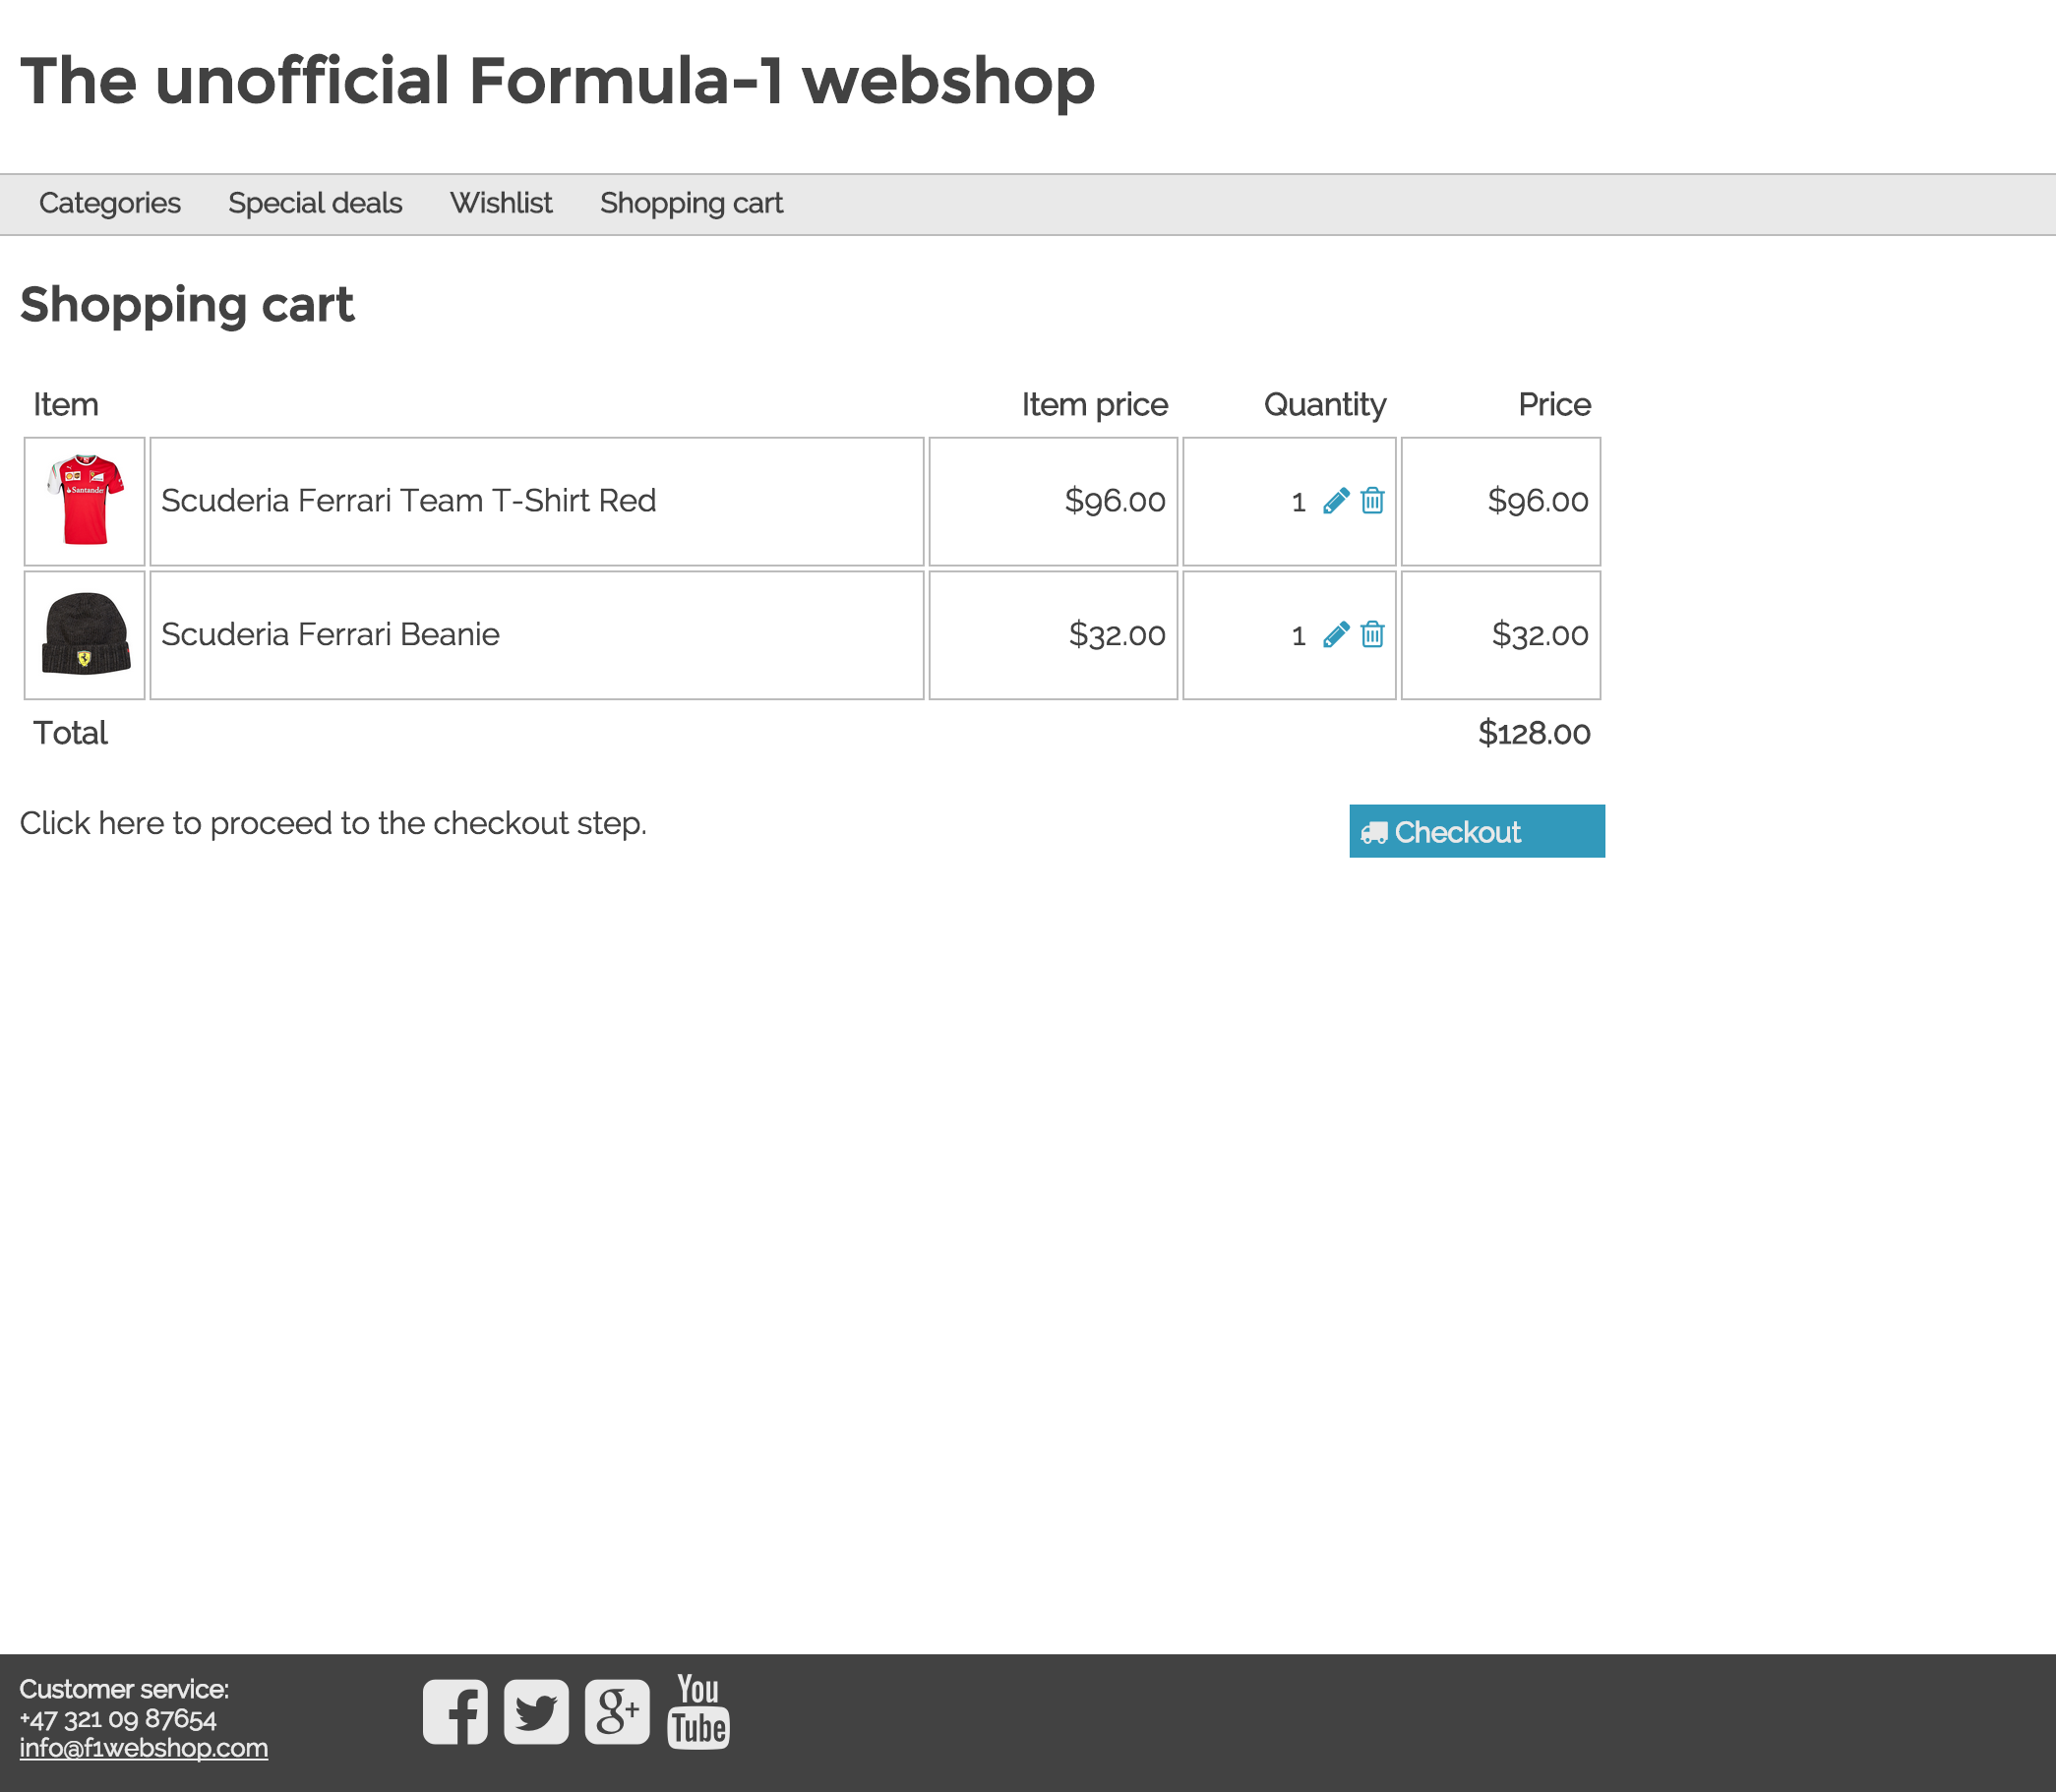 The unofficial Formula-1 webshop
Categories Special deals Wishlist Shopping cart
Shopping cart
Item Item price Quantity Price
Santander
Scuderia Ferrari Team T-Shirt Red $96.00 1 $96.00
Scuderia Ferrari Beanie $32.00 1 $32.00
Total $128.00
Click here to proceed to the checkout step. Checkout
You
Tube
g+
Customer service:
+47 321 09 87654
info@f1webshop.com